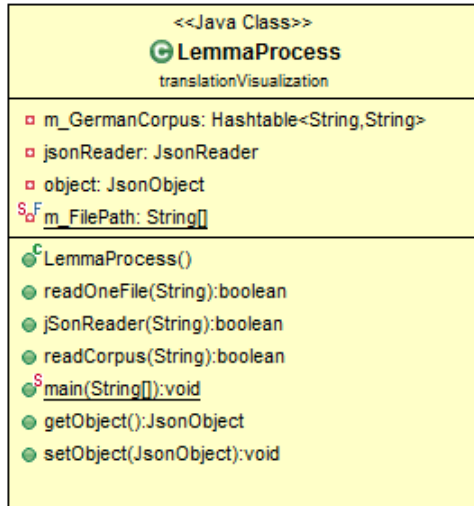 <<Java Class>>
C LemmaProcess
translationVisualization
m_GermanCorpus: Hashtable<String,String>
jsonReader: JsonReader
object: JsonObject
S F m_FilePath: String[]
C LemmaProcess()
readOneFile(String):boolean
jSonReader(String):boolean
readCorpus(String):boolean
S main(String[]):void
getObject():JsonObject
setObject(JsonObject):void